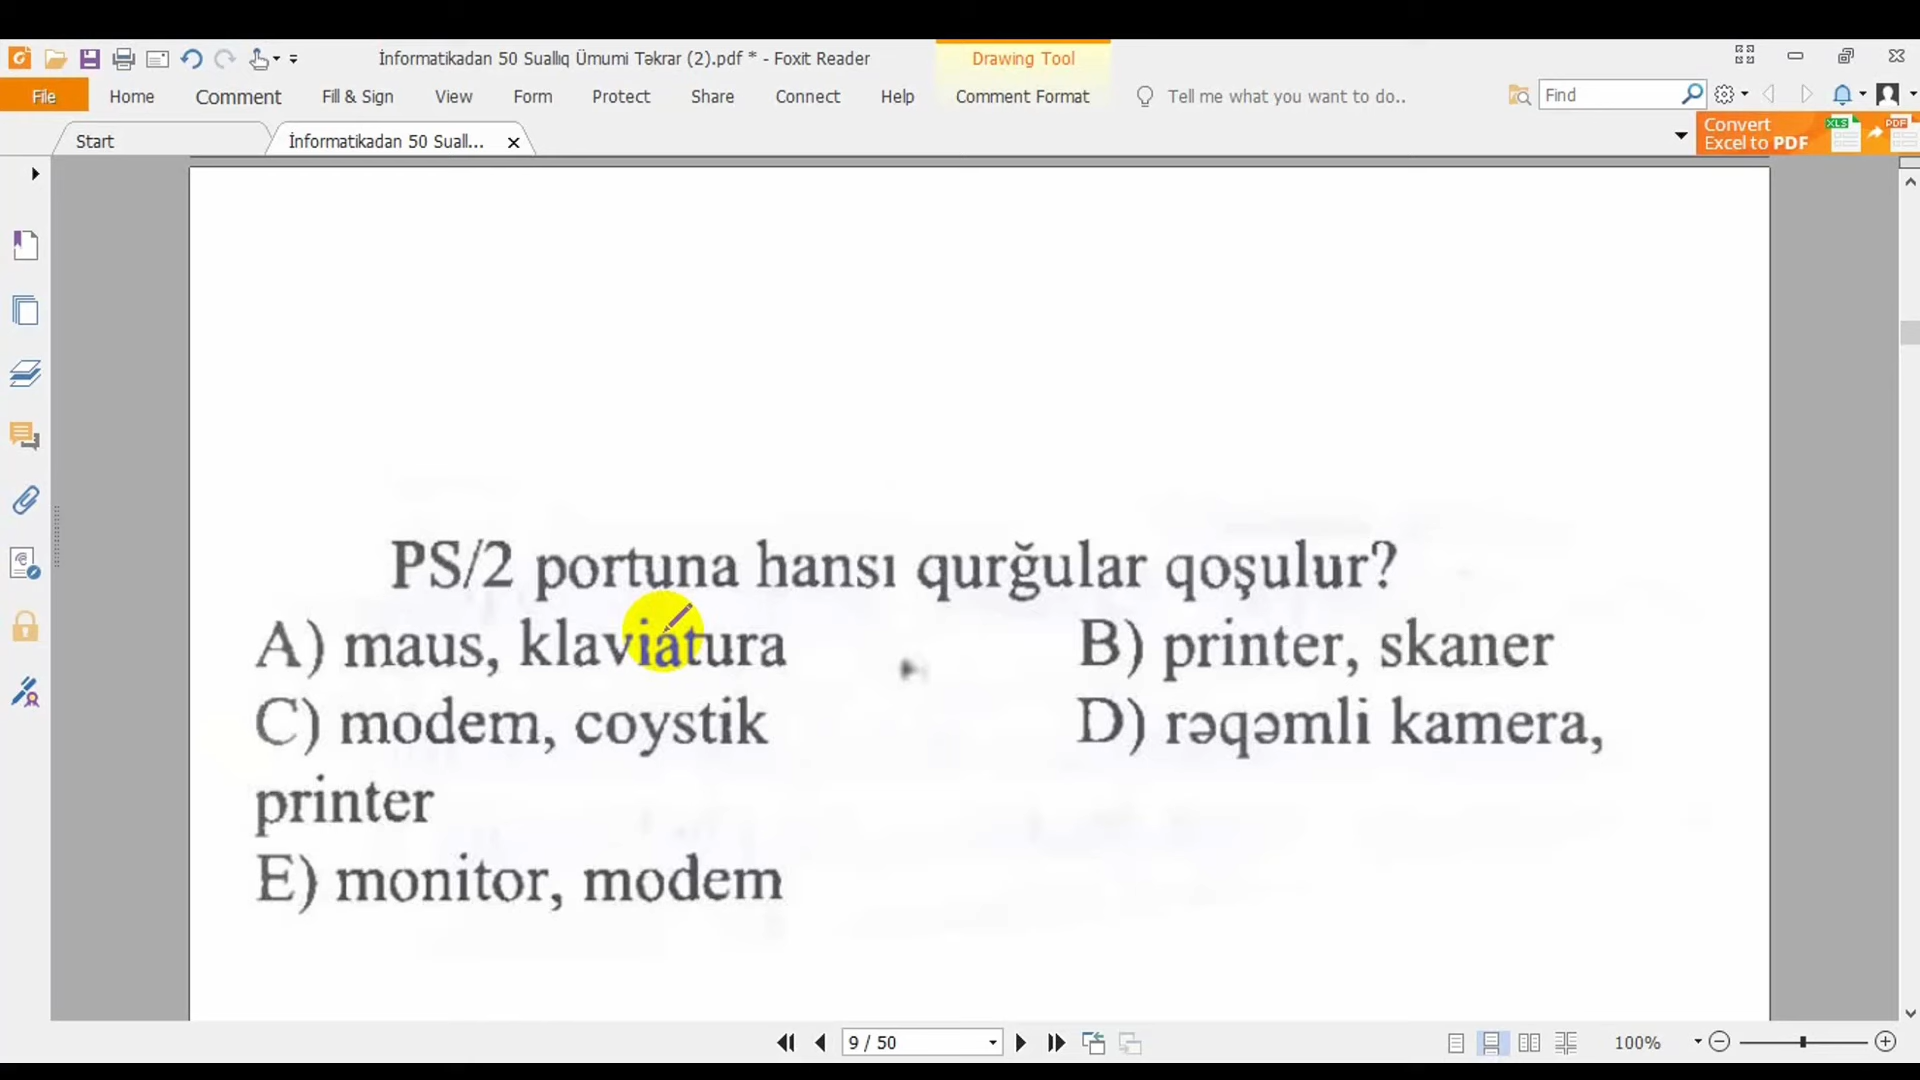 İnformatikadan 50 Suallıq Ümumi Təkrar (2).pdf * - Foxit Reader
Drawing Tool
File Home Comment Fill & Sign View Form Protect Share Connect Help Comment Format Tell me what you want to do.. Find
Start İnformatikadan 50 Suall...
Convert
Excel to PDF
XLS PDF
PS/2 portuna hansı qurğular qoşulur?
A) maus, klaviatura B) printer, skaner
C) modem, coystik D) rəqəmli kamera,
printer
E) monitor, modem
9 / 50 100%